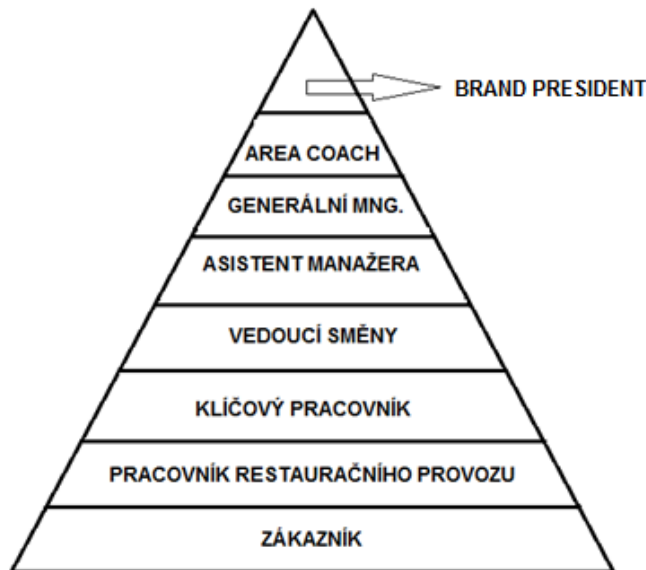 BRAND PRESIDENT
AREA COACH
GENERÁLNÍ MNG.
ASISTENT MANAŽERA
VEDOUCÍ SMĚNY
KLÍČOVÝ PRACOVNÍK
PRACOVNÍK RESTAURAČNÍHO PROVOZU
ZÁKAZNÍK